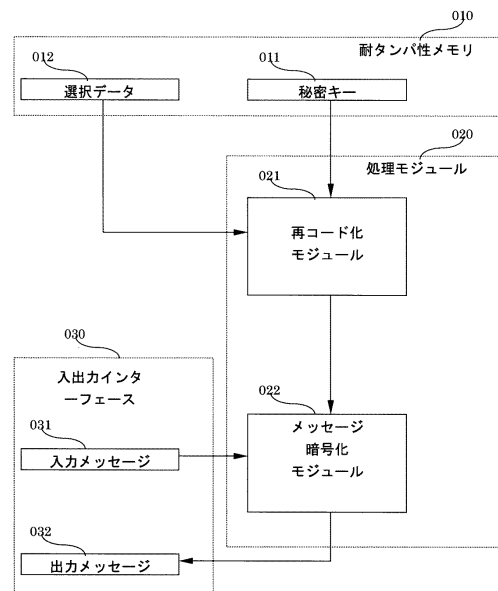 010
耐タンパ性メモリ
012
選択データ
011
秘密キー
020
処理モジュール
021
再コード化
モジュール
030
入出力インタ
ーフェース
022
メッセージ
暗号化
モジュール
031
入力メッセージ
032
出力メッセージ